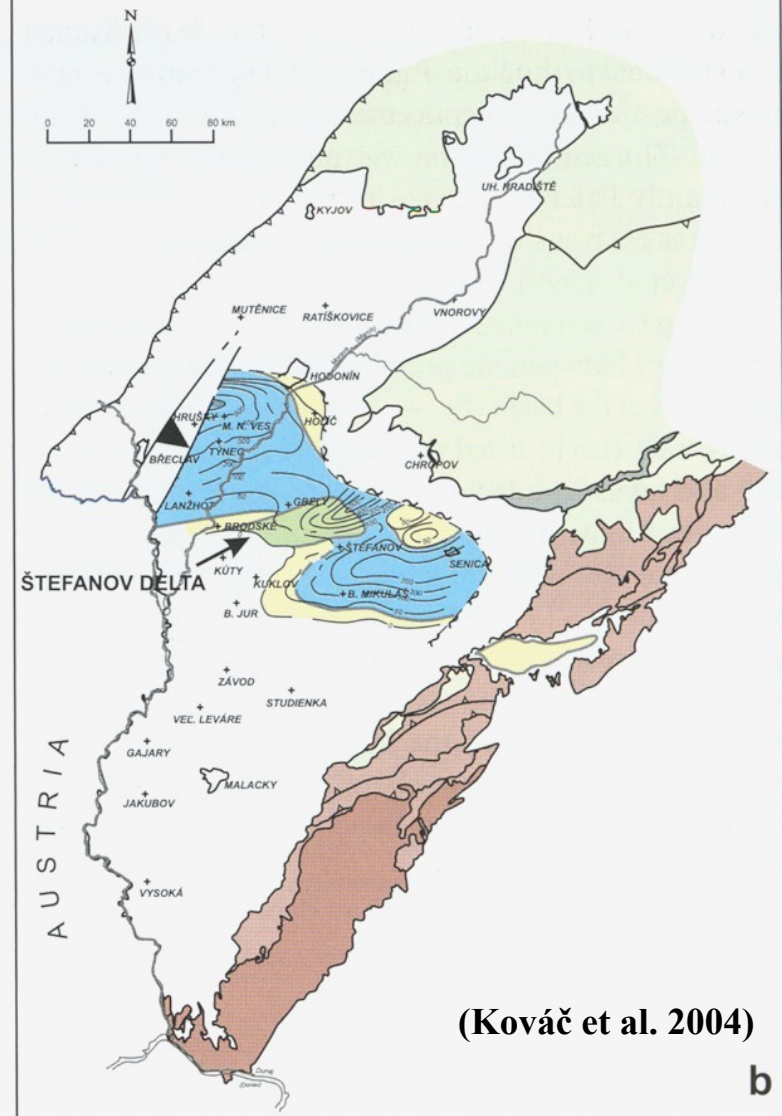 N
0 20 40 60 80 km
UH. HRADIŠTĚ
KYJOV
MUTĚNICE
RATÍŠKOVICE
VNOROVY
Morava (March)
HODONÍN
HRUŠKY
M. N. VES
HOLÍČ
TÝNEC
BŘECLAV
CHROPOV
LANŽHOT
GBELY
BRODSKÉ
ŠTEFANOV
SENICA
KÚTY
ŠTEFANOV DELTA
KUKLOV
B. MIKULÁŠ
B. JUR
ZÁVOD
STUDIENKA
VEĽ. LEVÁRE
GAJARY
MALACKY
JAKUBOV
AUSTRIA
VYSOKÁ
(Kováč et al. 2004)
Dunaj
b